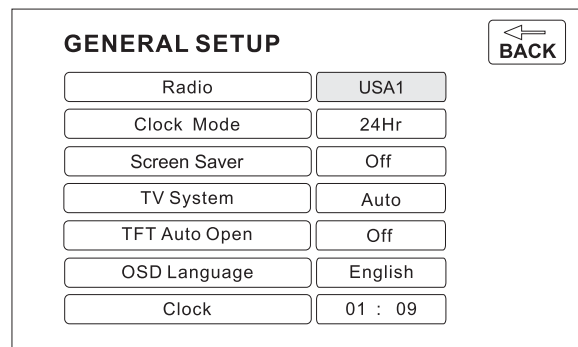 GENERAL SETUP
BACK
Radio USA1
Clock Mode 24Hr
Screen Saver Off
TV System Auto
TFT Auto Open Off
OSD Language English
Clock 01 : 09